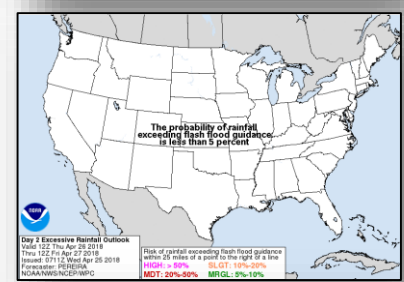 The probability of rainfall
exceeding flash flood guidance
is less than 5 percent
NOAA
Day 2 Excessive Rainfall Outlook
Valid 12Z Thu Apr 26 2018
Thru 12Z Fri Apr 27 2018
Issued: 0711Z Wed Apr 25 2018
Forecaster: PEREIRA
NOAA/NWS/NCEP/WPC
Risk of rainfall exceeding flash flood guidance
within 25 miles of a point to the right of a line
HIGH: > 50% SLGT: 10%-20%
MDT: 20%-50% MRGL: 5%-10%